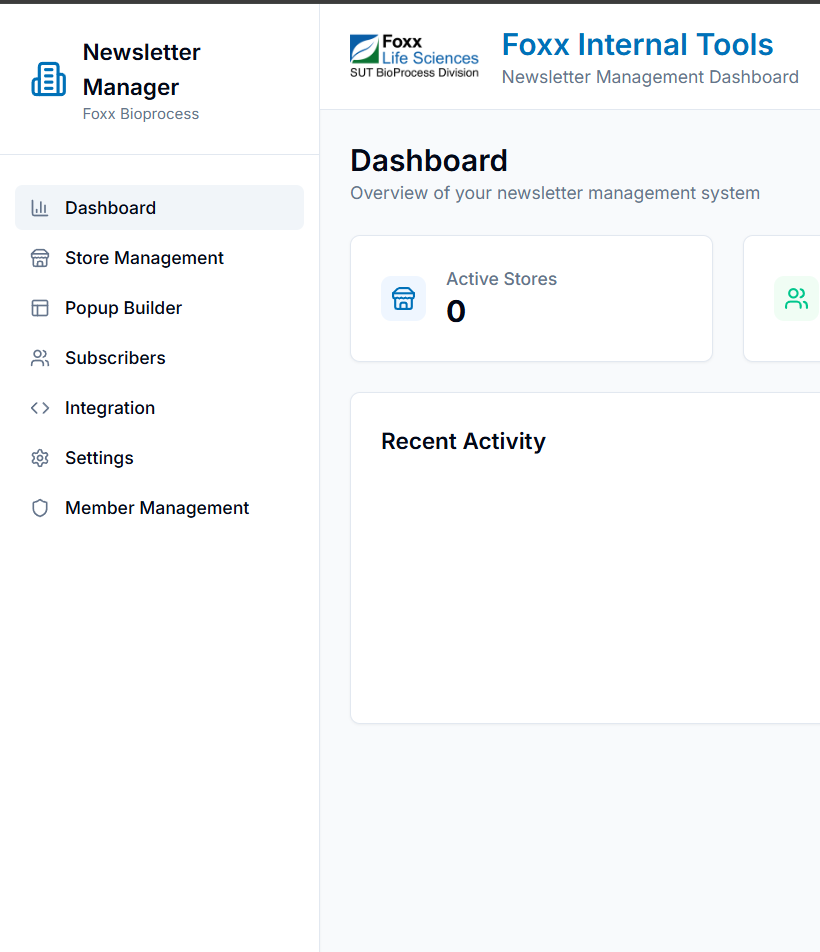 Newsletter
Manager
Foxx Bioprocess
Dashboard
Store Management
Popup Builder
Subscribers
Integration
Settings
Member Management
Foxx
Life Sciences
SUT BioProcess Division
Foxx Internal Tools
Newsletter Management Dashboard
Dashboard
Overview of your newsletter management system
Active Stores
0
Recent Activity